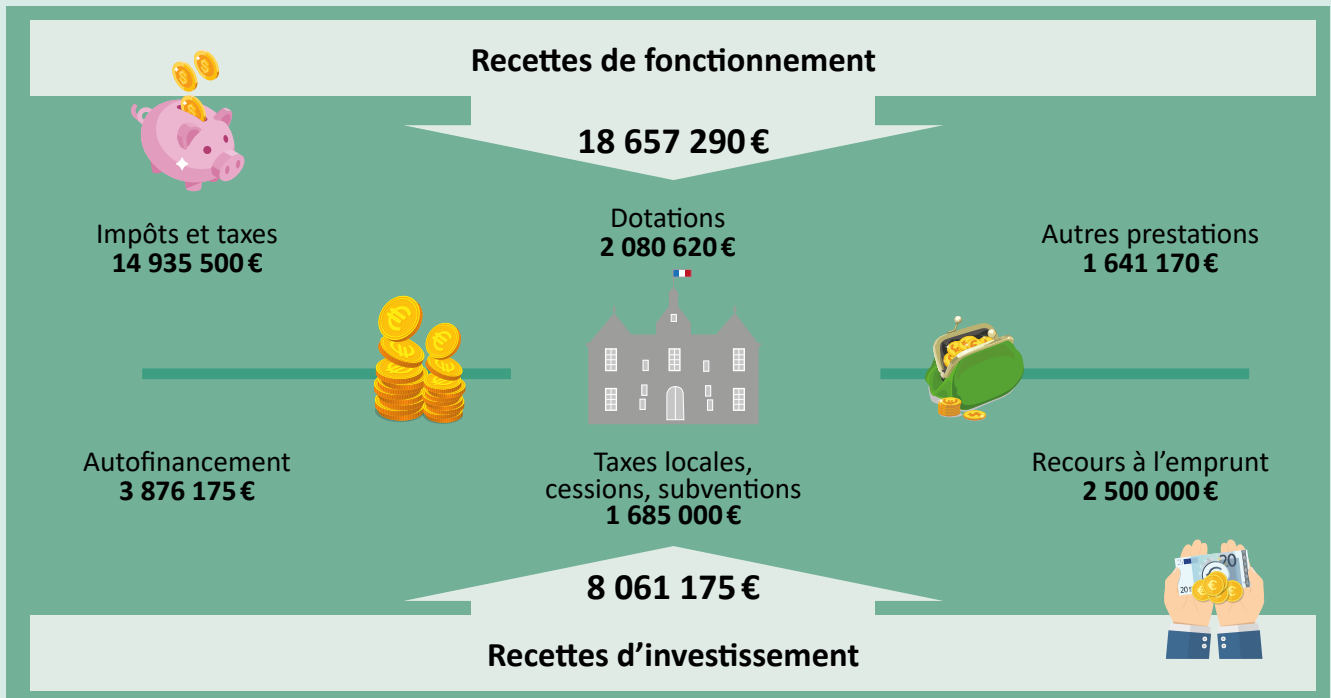 Recettes de fonctionnement
18 657 290 €
Impôts et taxes
14 935 500 €
Dotations
2 080 620 €
Autres prestations
1 641 170 €
Autofinancement
3 876 175 €
Taxes locales,
cessions, subventions
1 685 000 €
Recours à l’emprunt
2 500 000 €
8 061 175 €
Recettes d’investissement